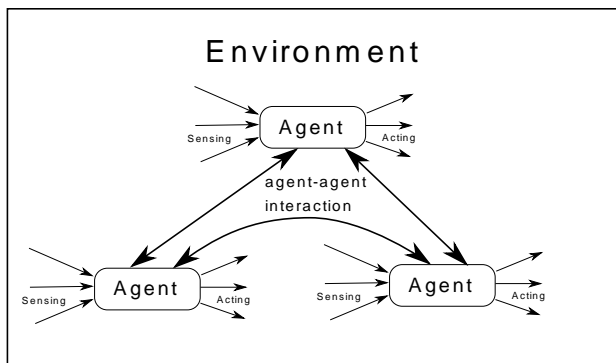 Environment
Sensing
Agent
Acting
agent-agent
interaction
Sensing
Agent
Acting
Sensing
Agent
Acting